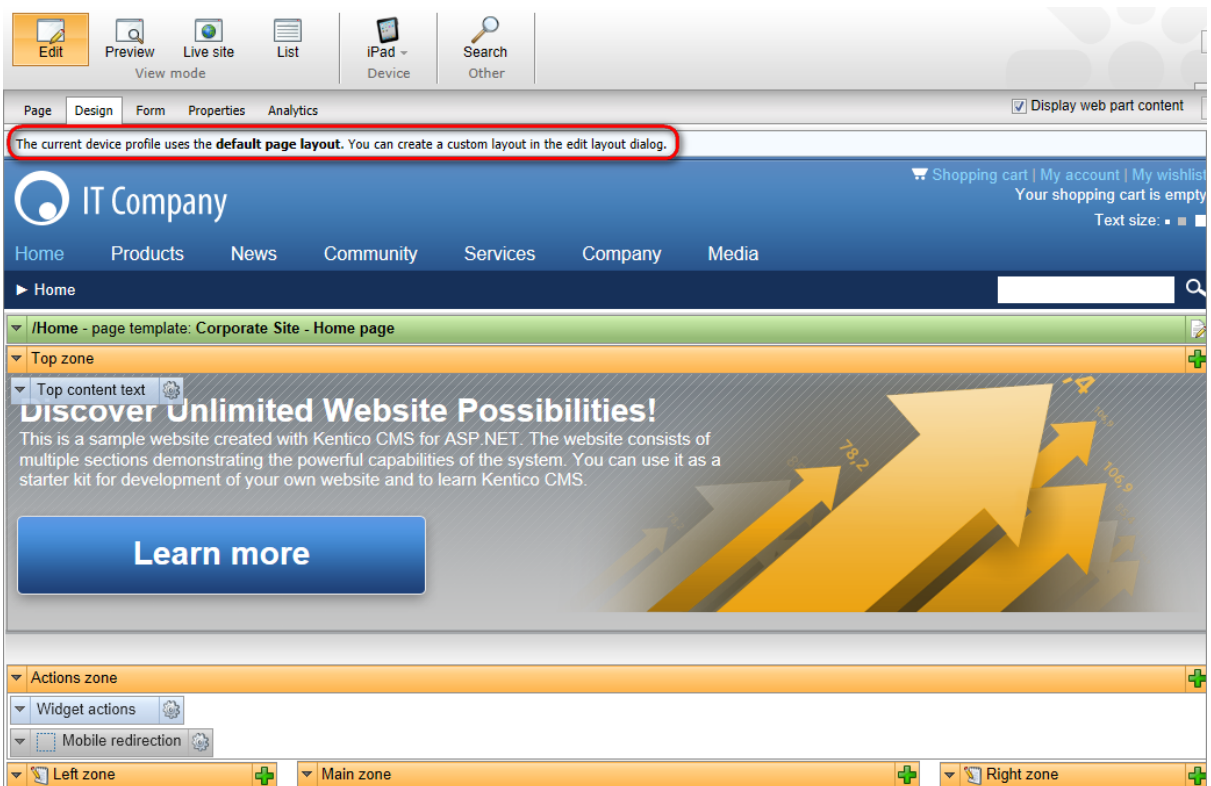 Edit Preview Live site List iPad Search
View mode Device Other
Page Design Form Properties Analytics Display web part content
The current device profile uses the default page layout. You can create a custom layout in the edit layout dialog.
Shopping cart | My account | My wishlist
Your shopping cart is empty
IT Company
Text size:
Home Products News Community Services Company Media
Home
/Home - page template: Corporate Site - Home page
Top zone
Top content text
Discover Unlimited Website Possibilities!
This is a sample website created with Kentico CMS for ASP.NET. The website consists of
multiple sections demonstrating the powerful capabilities of the system. You can use it as a
starter kit for development of your own website and to learn Kentico CMS.
78,2
106,9
Learn more
Actions zone
Widget actions
Mobile redirection
Left zone Main zone Right zone